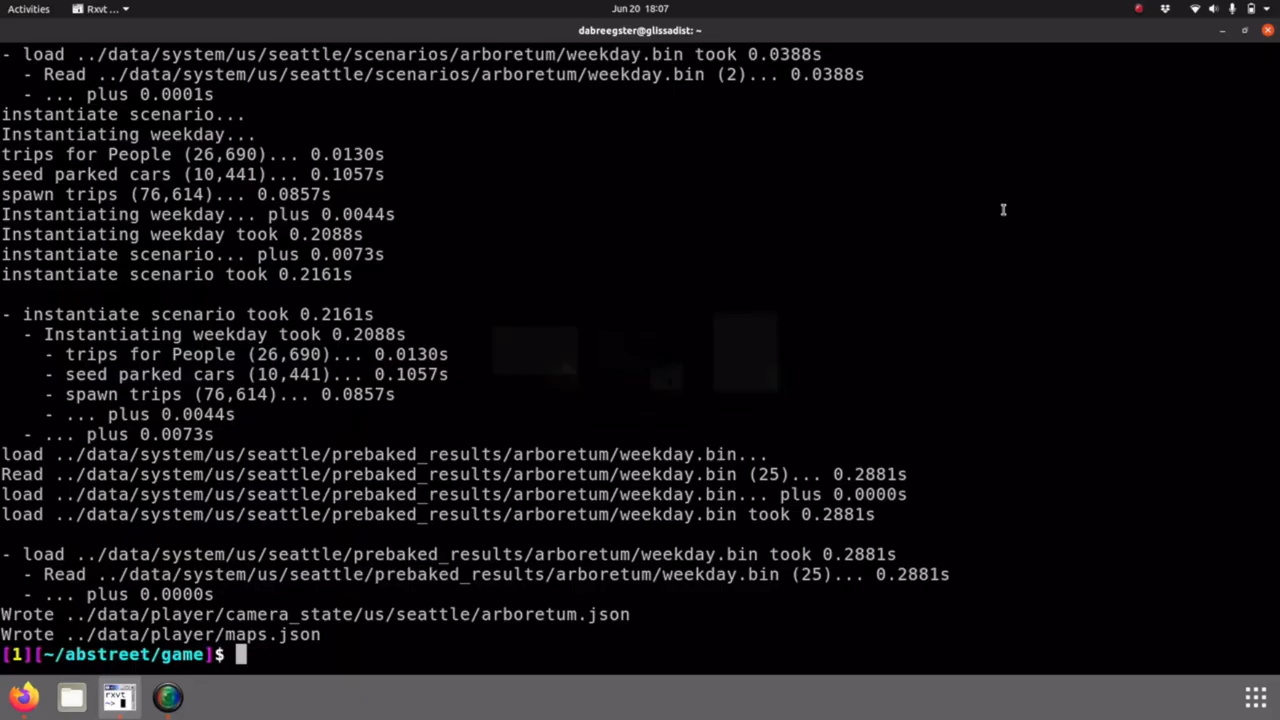 Activities
Rxvt ...
Jun 20 18:07
dabreegster@glissadist: ~
- load ../data/system/us/seattle/scenarios/arboretum/weekday.bin took 0.0388s
- Read ../data/system/us/seattle/scenarios/arboretum/weekday.bin (2)... 0.0388s
- ... plus 0.0001s
instantiate scenario...
Instantiating weekday...
trips for People (26,690)... 0.0130s
seed parked cars (10,441)... 0.1057s
spawn trips (76,614)... 0.0857s
Instantiating weekday... plus 0.0044s
Instantiating weekday took 0.2088s
instantiate scenario... plus 0.0073s
instantiate scenario took 0.2161s
- instantiate scenario took 0.2161s
- Instantiating weekday took 0.2088s
- trips for People (26,690)... 0.0130s
- seed parked cars (10,441)... 0.1057s
- spawn trips (76,614)... 0.0857s
- ... plus 0.0044s
- ... plus 0.0073s
load ../data/system/us/seattle/prebaked_results/arboretum/weekday.bin...
Read ../data/system/us/seattle/prebaked_results/arboretum/weekday.bin (25)... 0.2881s
load ../data/system/us/seattle/prebaked_results/arboretum/weekday.bin... plus 0.0000s
load ../data/system/us/seattle/prebaked_results/arboretum/weekday.bin took 0.2881s
- load ../data/system/us/seattle/prebaked_results/arboretum/weekday.bin took 0.2881s
- Read ../data/system/us/seattle/prebaked_results/arboretum/weekday.bin (25)... 0.2881s
- ... plus 0.0000s
Wrote ../data/player/camera_state/us/seattle/arboretum.json
Wrote ../data/player/maps.json
[1][~/abstreet/game]$
rxvt
~>